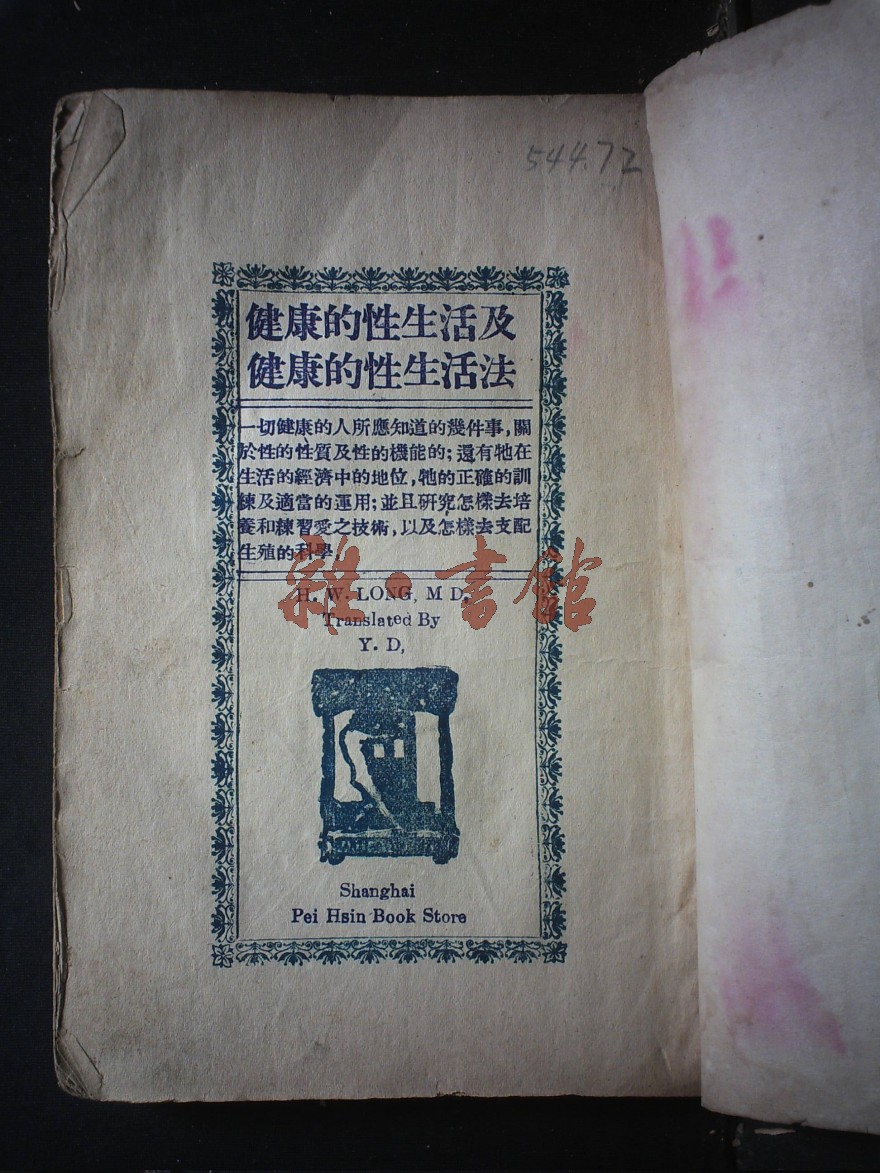 544.72
健康的性生活及
健康的性生活法
一切健康的人所應知道的幾件事,關
於性的性質及性的機能的;還有牠在
生活的經濟中的地位,牠的正確的訓
練及適當的運用;並且研究怎樣去培
養和練習愛之技術,以及怎樣去支配
生殖的科學.
雜·書館
H. W. LONG, M D.
Translated By
Y. D,
Shanghai
Pei Hsin Book Store